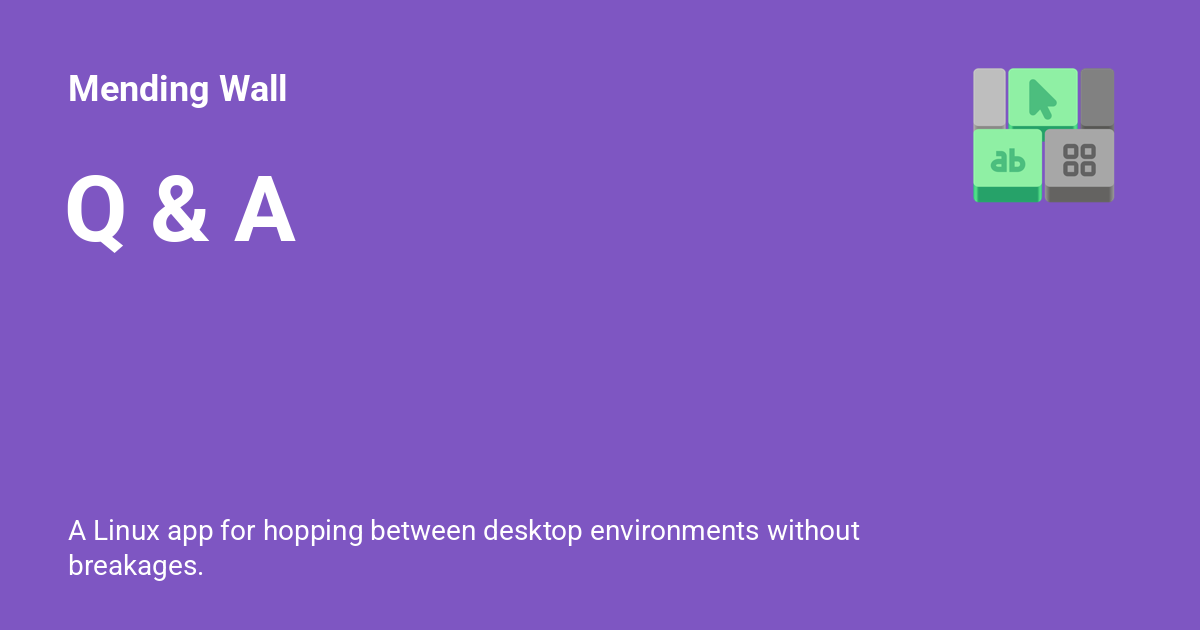 Mending Wall
Q & A
ab
A Linux app for hopping between desktop environments without
breakages.